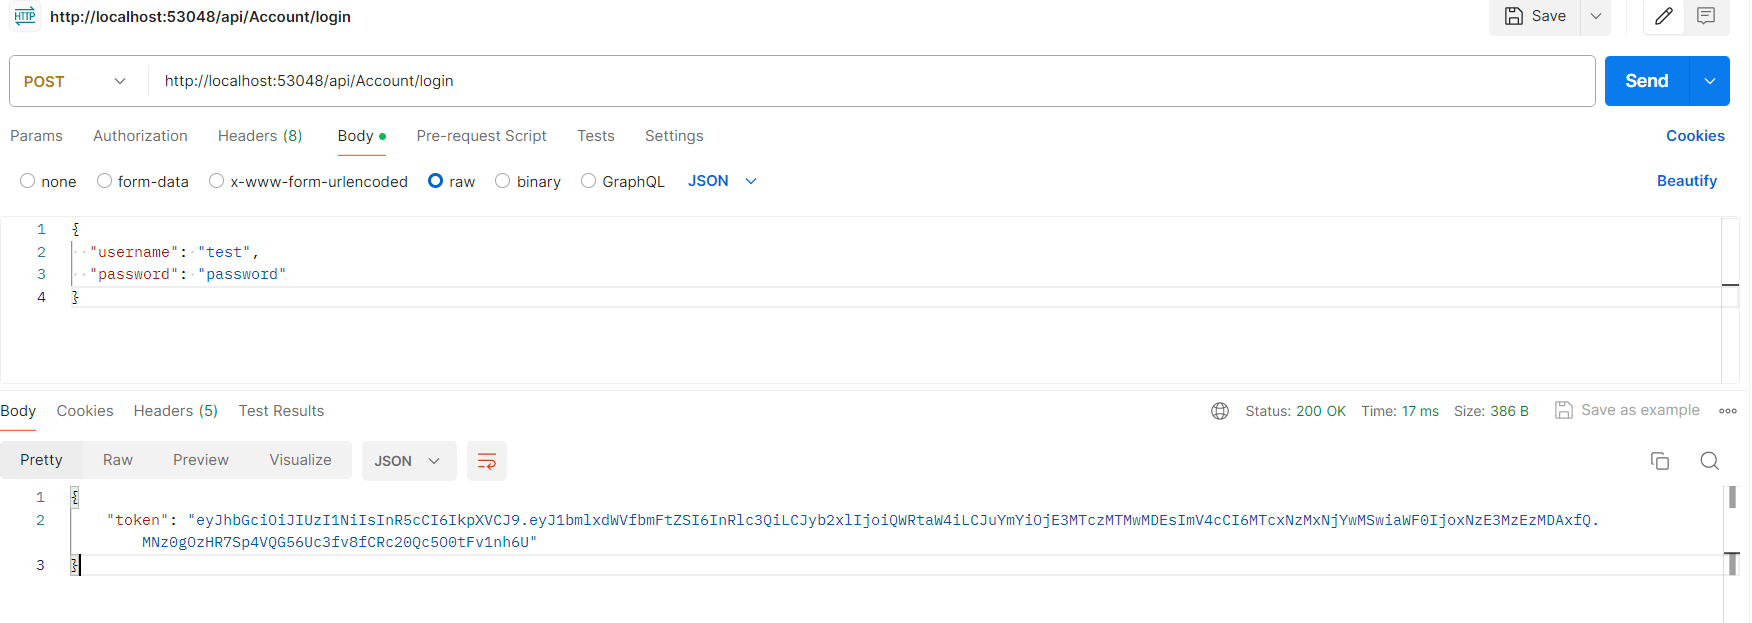 HTTP http://localhost:53048/api/Account/login Save
POST http://localhost:53048/api/Account/login Send
Params Authorization Headers (8) Body Pre-request Script Tests Settings Cookies
none form-data x-www-form-urlencoded raw binary GraphQL JSON Beautify
1 {
2 "username": "test",
3 "password": "password"
4 }
Body Cookies Headers (5) Test Results Status: 200 OK Time: 17 ms Size: 386 B Save as example
Pretty Raw Preview Visualize JSON
1 {
2 "token": "eyJhbGciOiJIUzI1NiIsInR5cCI6IkpXVCJ9.eyJ1bmlxdWVfbmFtZSI6InRlc3QiLCJyb2xlIjoiQWRtaW4iLCJuYmYiOjE3MTczMTMwMDEsImV4cCI6MTcxNzMxNjYwMSwiaWF0IjoxNzE3MzEzMDAxfQ.
MNz0gOzHR7Sp4VQG56Uc3fv8fCRc20Qc5O0tFv1nh6U"
3 }